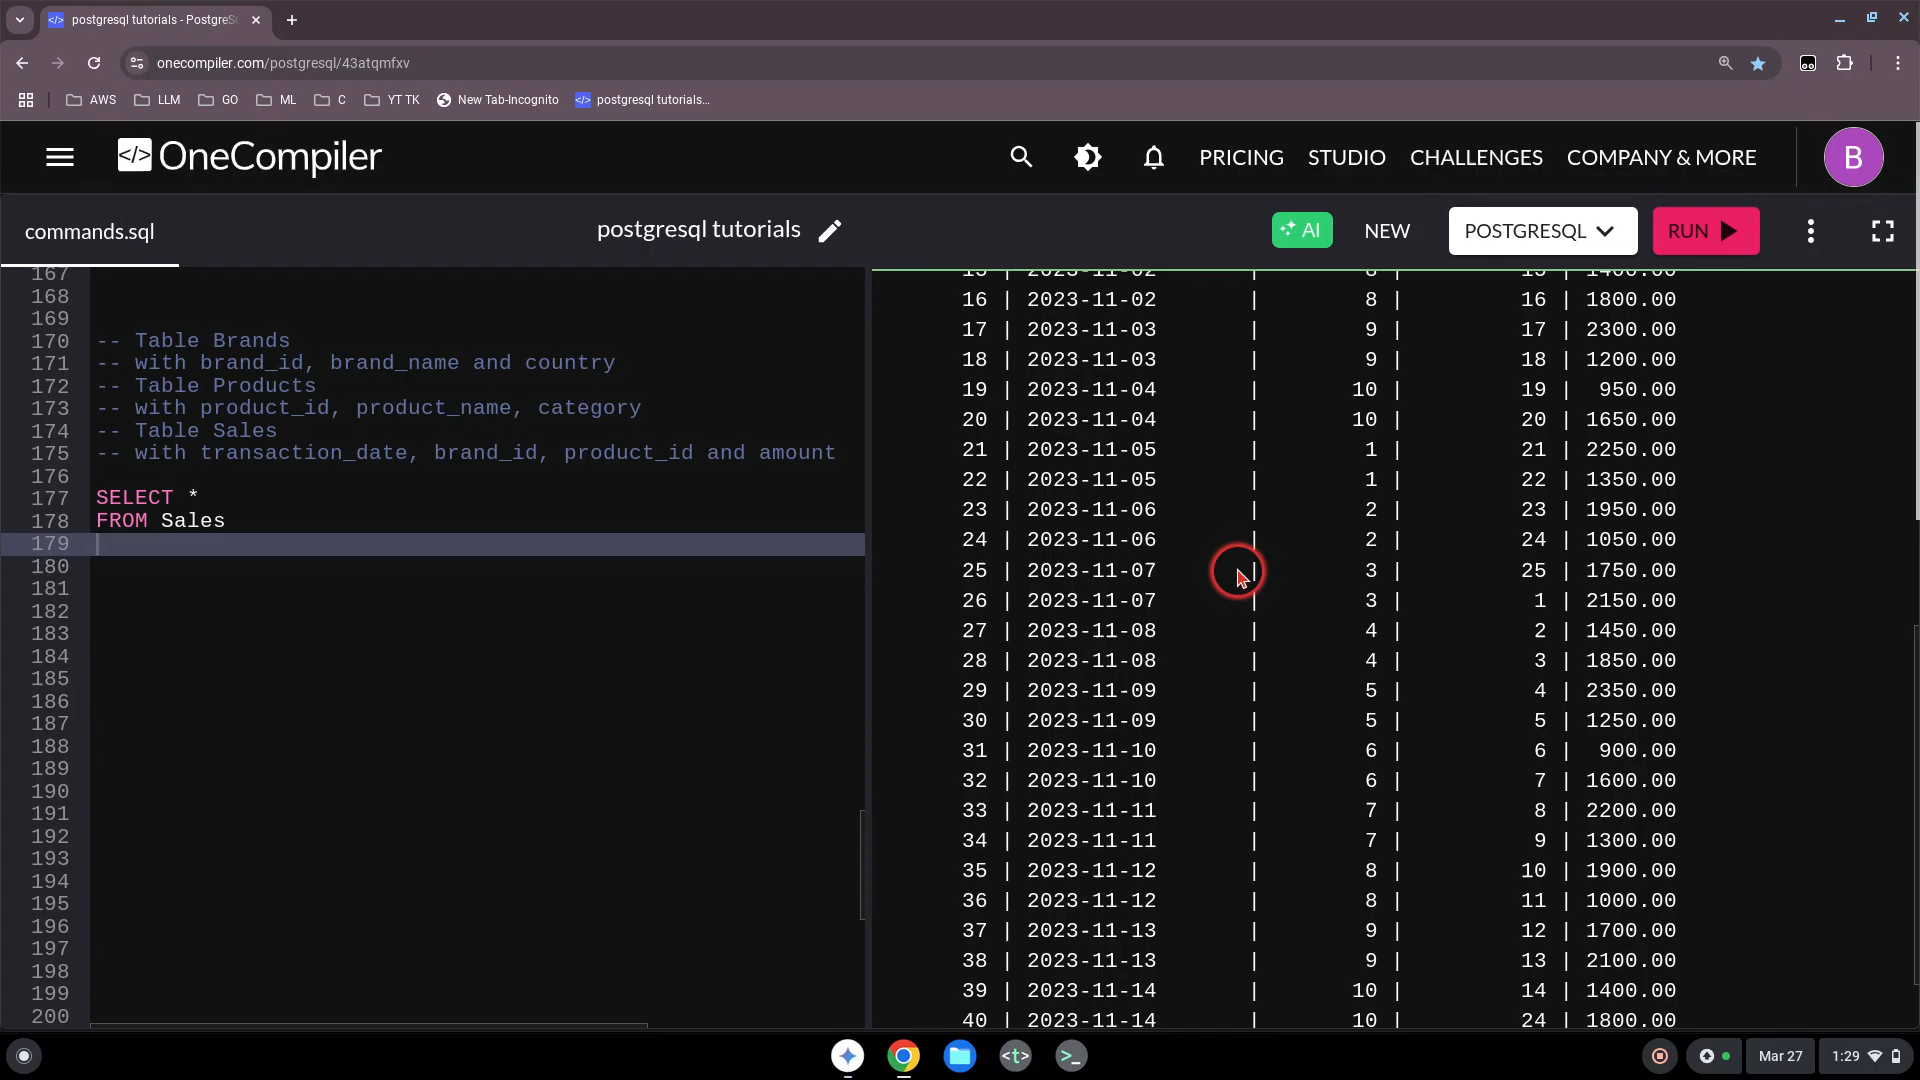 postgresql tutorials - PostgreS
onecompiler.com/postgresql/43atqmfxv
AWS LLM GO ML C YT TK New Tab-Incognito postgresql tutorials...
</> OneCompiler
PRICING STUDIO CHALLENGES COMPANY & MORE B
commands.sql
postgresql tutorials
AI NEW POSTGRESQL RUN
167
168
169
170 -- Table Brands
171 -- with brand_id, brand_name and country
172 -- Table Products
173 -- with product_id, product_name, category
174 -- Table Sales
175 -- with transaction_date, brand_id, product_id and amount
176
177 SELECT *
178 FROM Sales
179
180
181
182
183
184
185
186
187
188
189
190
191
192
193
194
195
196
197
198
199
200
15 | 2023-11-02 | 8 | 15 | 1400.00
16 | 2023-11-02 | 8 | 16 | 1800.00
17 | 2023-11-03 | 9 | 17 | 2300.00
18 | 2023-11-03 | 9 | 18 | 1200.00
19 | 2023-11-04 | 10 | 19 | 950.00
20 | 2023-11-04 | 10 | 20 | 1650.00
21 | 2023-11-05 | 1 | 21 | 2250.00
22 | 2023-11-05 | 1 | 22 | 1350.00
23 | 2023-11-06 | 2 | 23 | 1950.00
24 | 2023-11-06 | 2 | 24 | 1050.00
25 | 2023-11-07 | 3 | 25 | 1750.00
26 | 2023-11-07 | 3 | 1 | 2150.00
27 | 2023-11-08 | 4 | 2 | 1450.00
28 | 2023-11-08 | 4 | 3 | 1850.00
29 | 2023-11-09 | 5 | 4 | 2350.00
30 | 2023-11-09 | 5 | 5 | 1250.00
31 | 2023-11-10 | 6 | 6 | 900.00
32 | 2023-11-10 | 6 | 7 | 1600.00
33 | 2023-11-11 | 7 | 8 | 2200.00
34 | 2023-11-11 | 7 | 9 | 1300.00
35 | 2023-11-12 | 8 | 10 | 1900.00
36 | 2023-11-12 | 8 | 11 | 1000.00
37 | 2023-11-13 | 9 | 12 | 1700.00
38 | 2023-11-13 | 9 | 13 | 2100.00
39 | 2023-11-14 | 10 | 14 | 1400.00
40 | 2023-11-14 | 10 | 24 | 1800.00
<t> >_ Mar 27 1:29